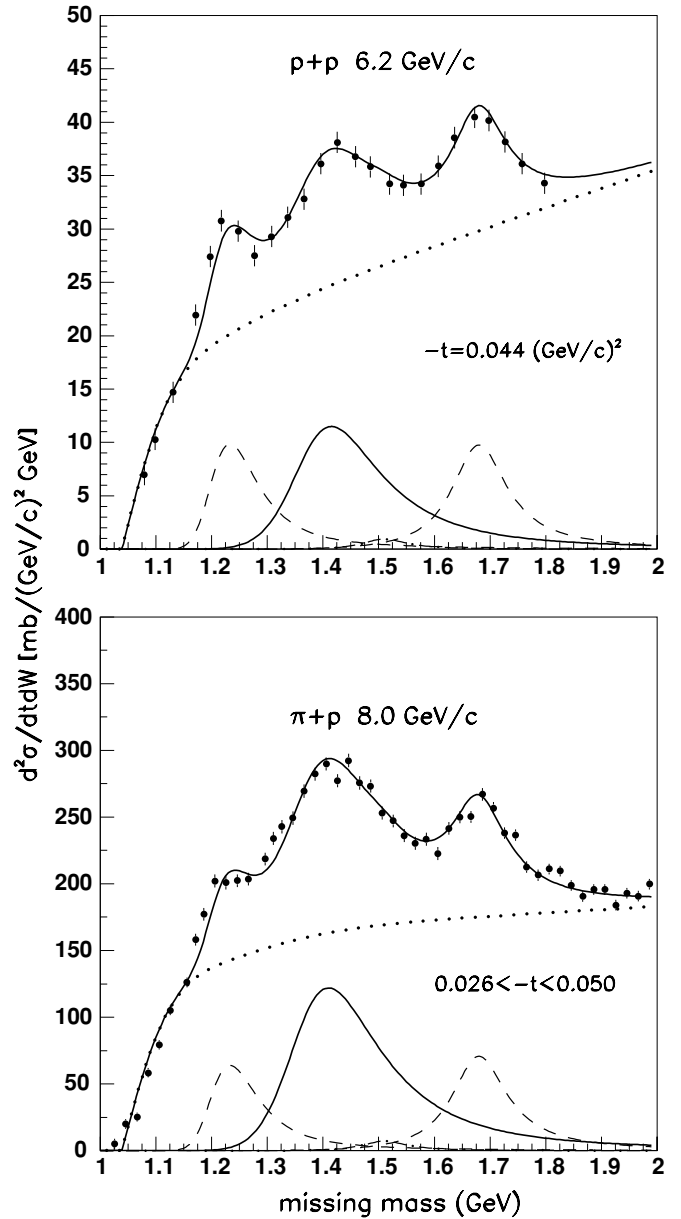 50
p+p 6.2 GeV/c
45
40
35
30
25
20
−t=0.044 (GeV/c)²
15
10
5
0
1 1.1 1.2 1.3 1.4 1.5 1.6 1.7 1.8 1.9 2
d²σ/dtdW [mb/(GeV/c)² GeV]
400
350
π+p 8.0 GeV/c
300
250
200
150
0.026<−t<0.050
100
50
0
1 1.1 1.2 1.3 1.4 1.5 1.6 1.7 1.8 1.9 2
missing mass (GeV)